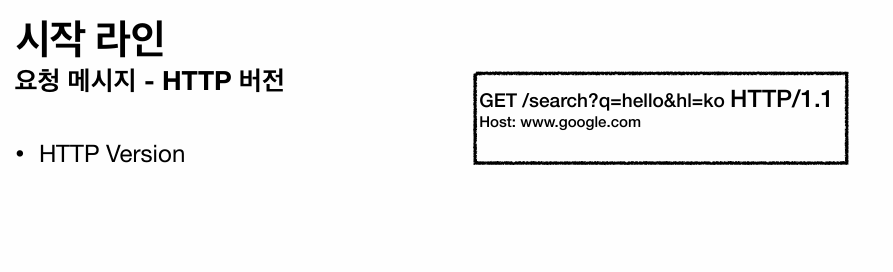 시작 라인
요청 메시지 - HTTP 버전
• HTTP Version
GET /search?q=hello&hl=ko HTTP/1.1
Host: www.google.com